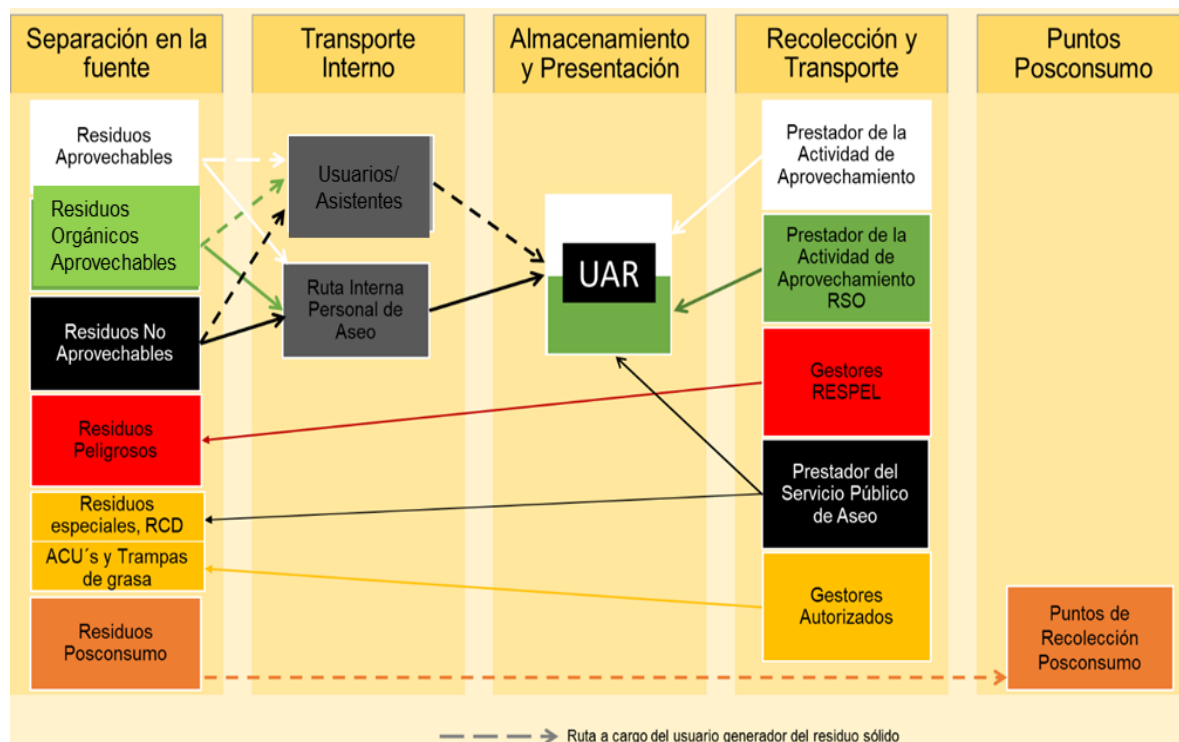 Separación en la
fuente
Transporte
Interno
Almacenamiento
y Presentación
Recolección y
Transporte
Puntos
Posconsumo
Residuos
Aprovechables
Residuos
Orgánicos
Aprovechables
Residuos No
Aprovechables
Residuos
Peligrosos
Residuos
especiales, RCD
ACU´s y Trampas
de grasa
Residuos
Posconsumo
Usuarios/
Asistentes
Ruta Interna
Personal de
Aseo
UAR
Prestador de la
Actividad de
Aprovechamiento
Prestador de la
Actividad de
Aprovechamiento
RSO
Gestores
RESPEL
Prestador del
Servicio Público
de Aseo
Gestores
Autorizados
Puntos de
Recolección
Posconsumo
Ruta a cargo del usuario generador del residuo sólido